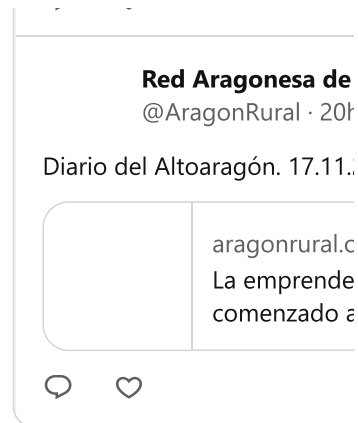 Red Aragonesa de
@AragonRural · 20h
Diario del Altoaragón. 17.11.
aragonrural.o
La emprende
comenzado a